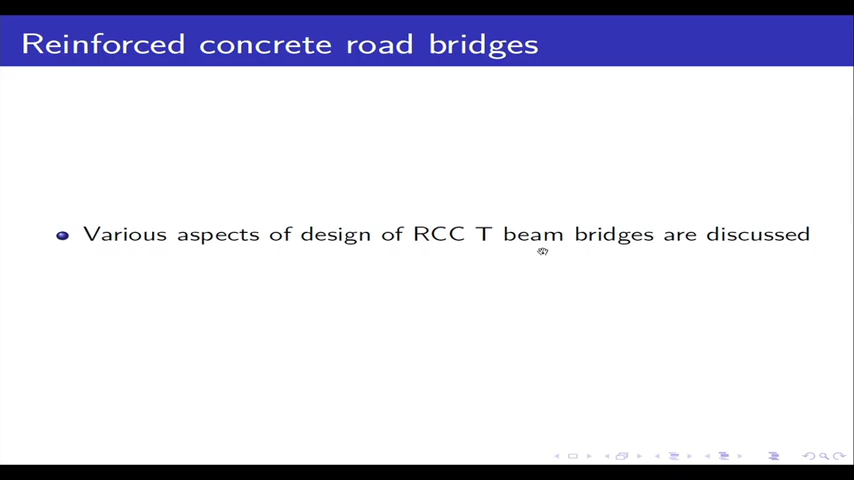 Reinforced concrete road bridges
Various aspects of design of RCC T beam bridges are discussed